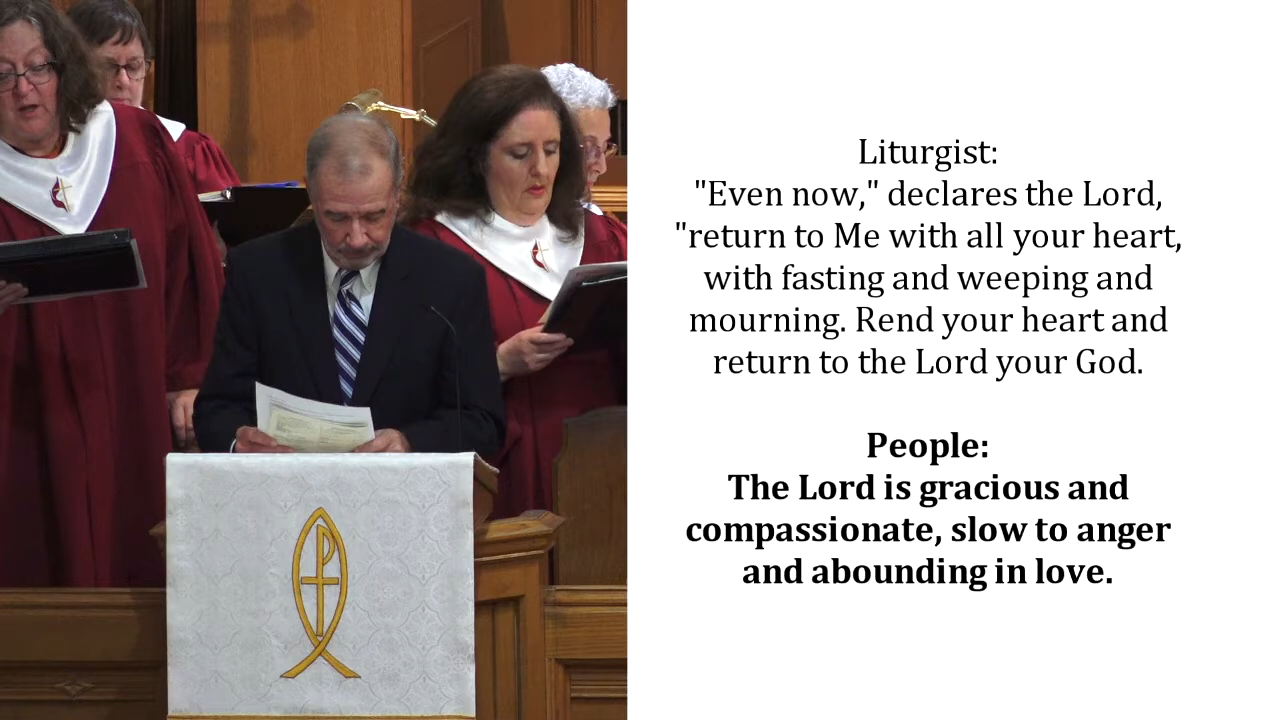 Liturgist:
"Even now," declares the Lord,
"return to Me with all your heart,
with fasting and weeping and
mourning. Rend your heart and
return to the Lord your God.
People:
The Lord is gracious and
compassionate, slow to anger
and abounding in love.